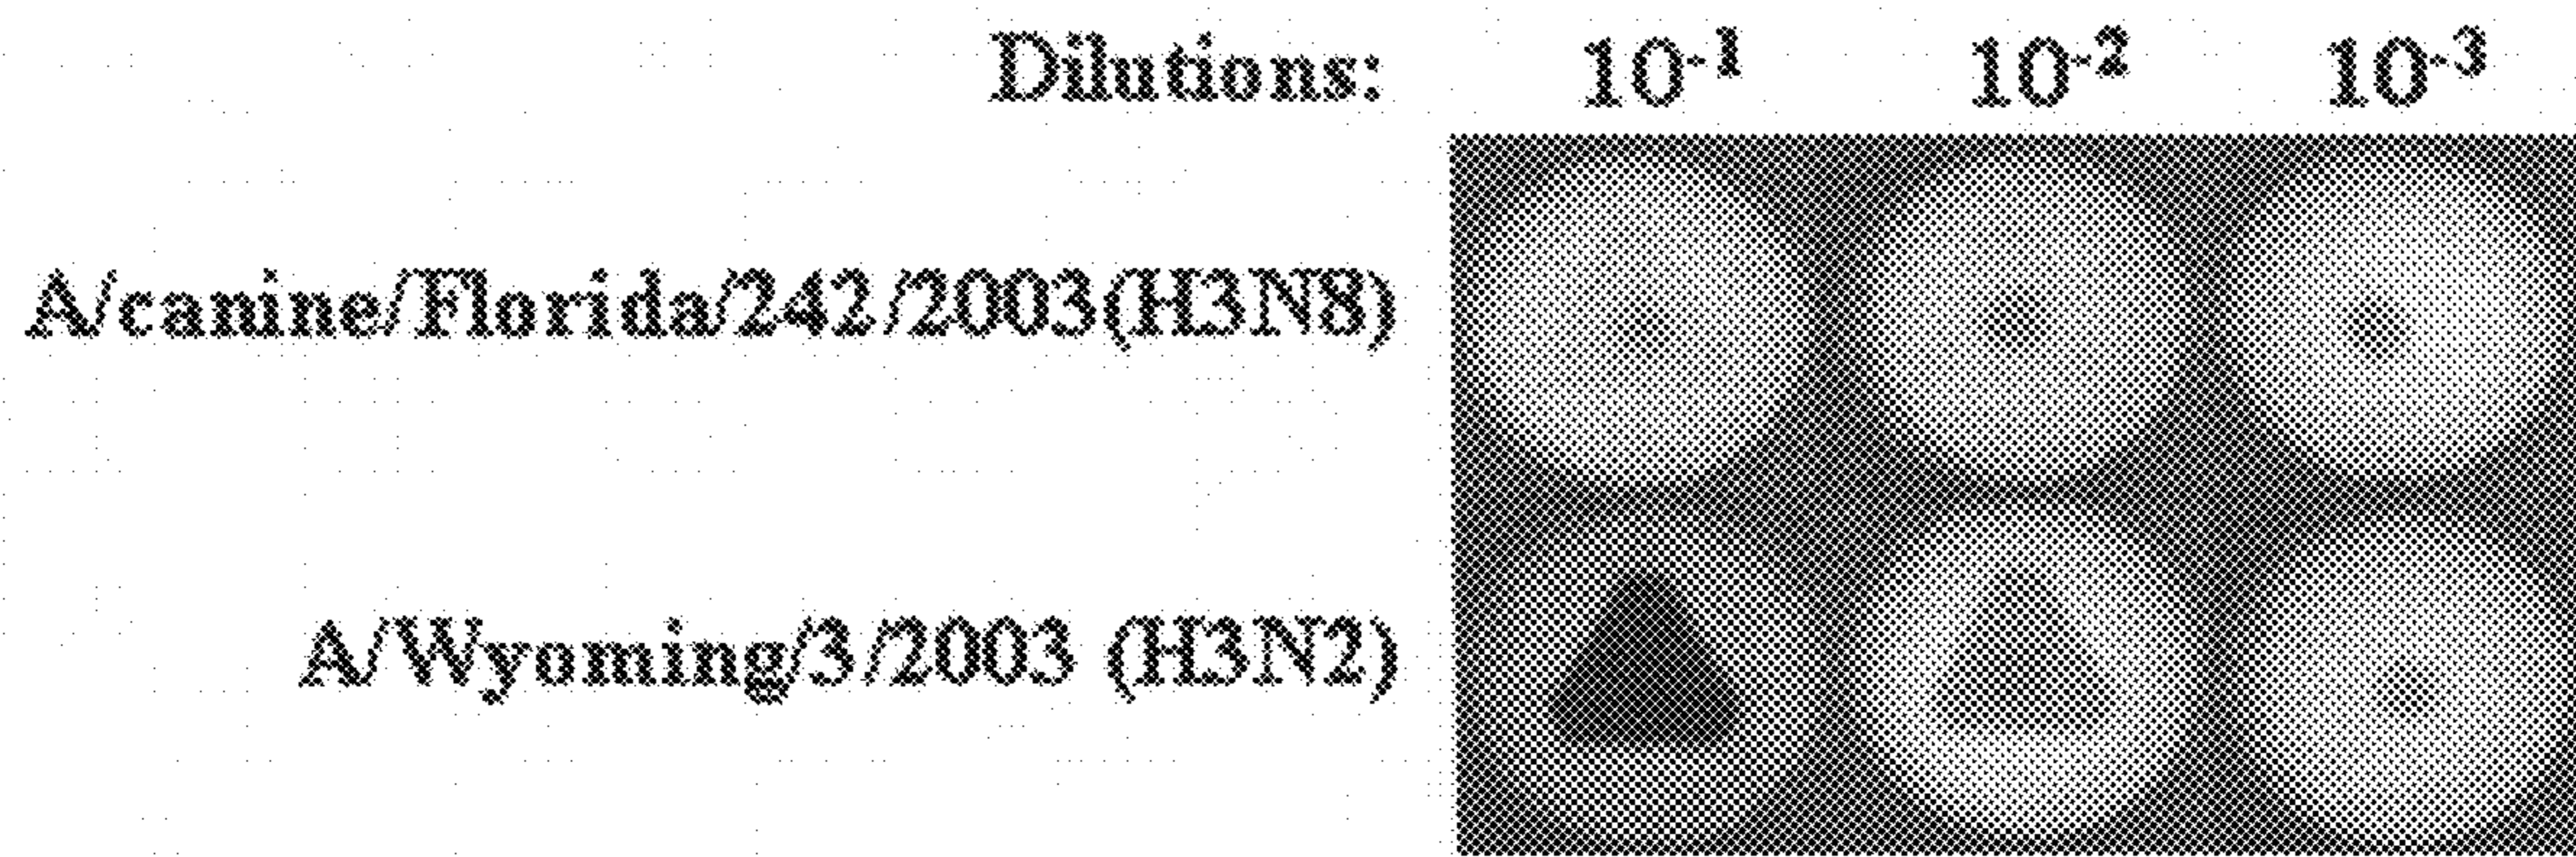 Dilutions: 10⁻¹ 10⁻² 10⁻³
A/canine/Florida/242/2003(H3N8)
A/Wyoming/3/2003 (H3N2)